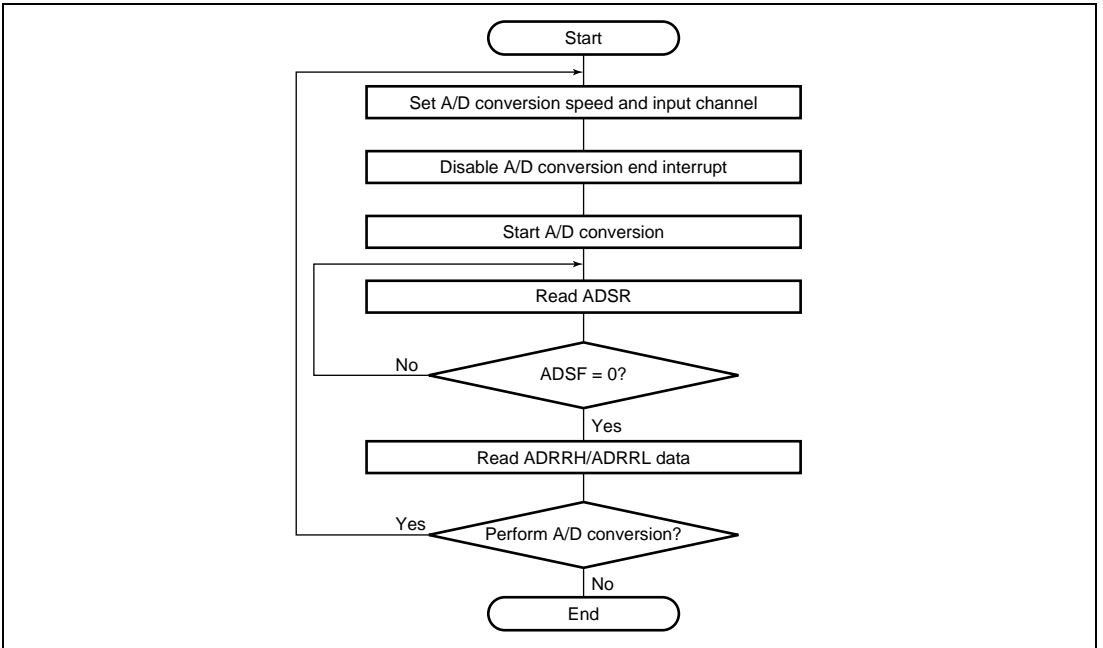 Start
Set A/D conversion speed and input channel
Disable A/D conversion end interrupt
Start A/D conversion
Read ADSR
No
ADSF = 0?
Yes
Read ADRRH/ADRRL data
Yes
Perform A/D conversion?
No
End